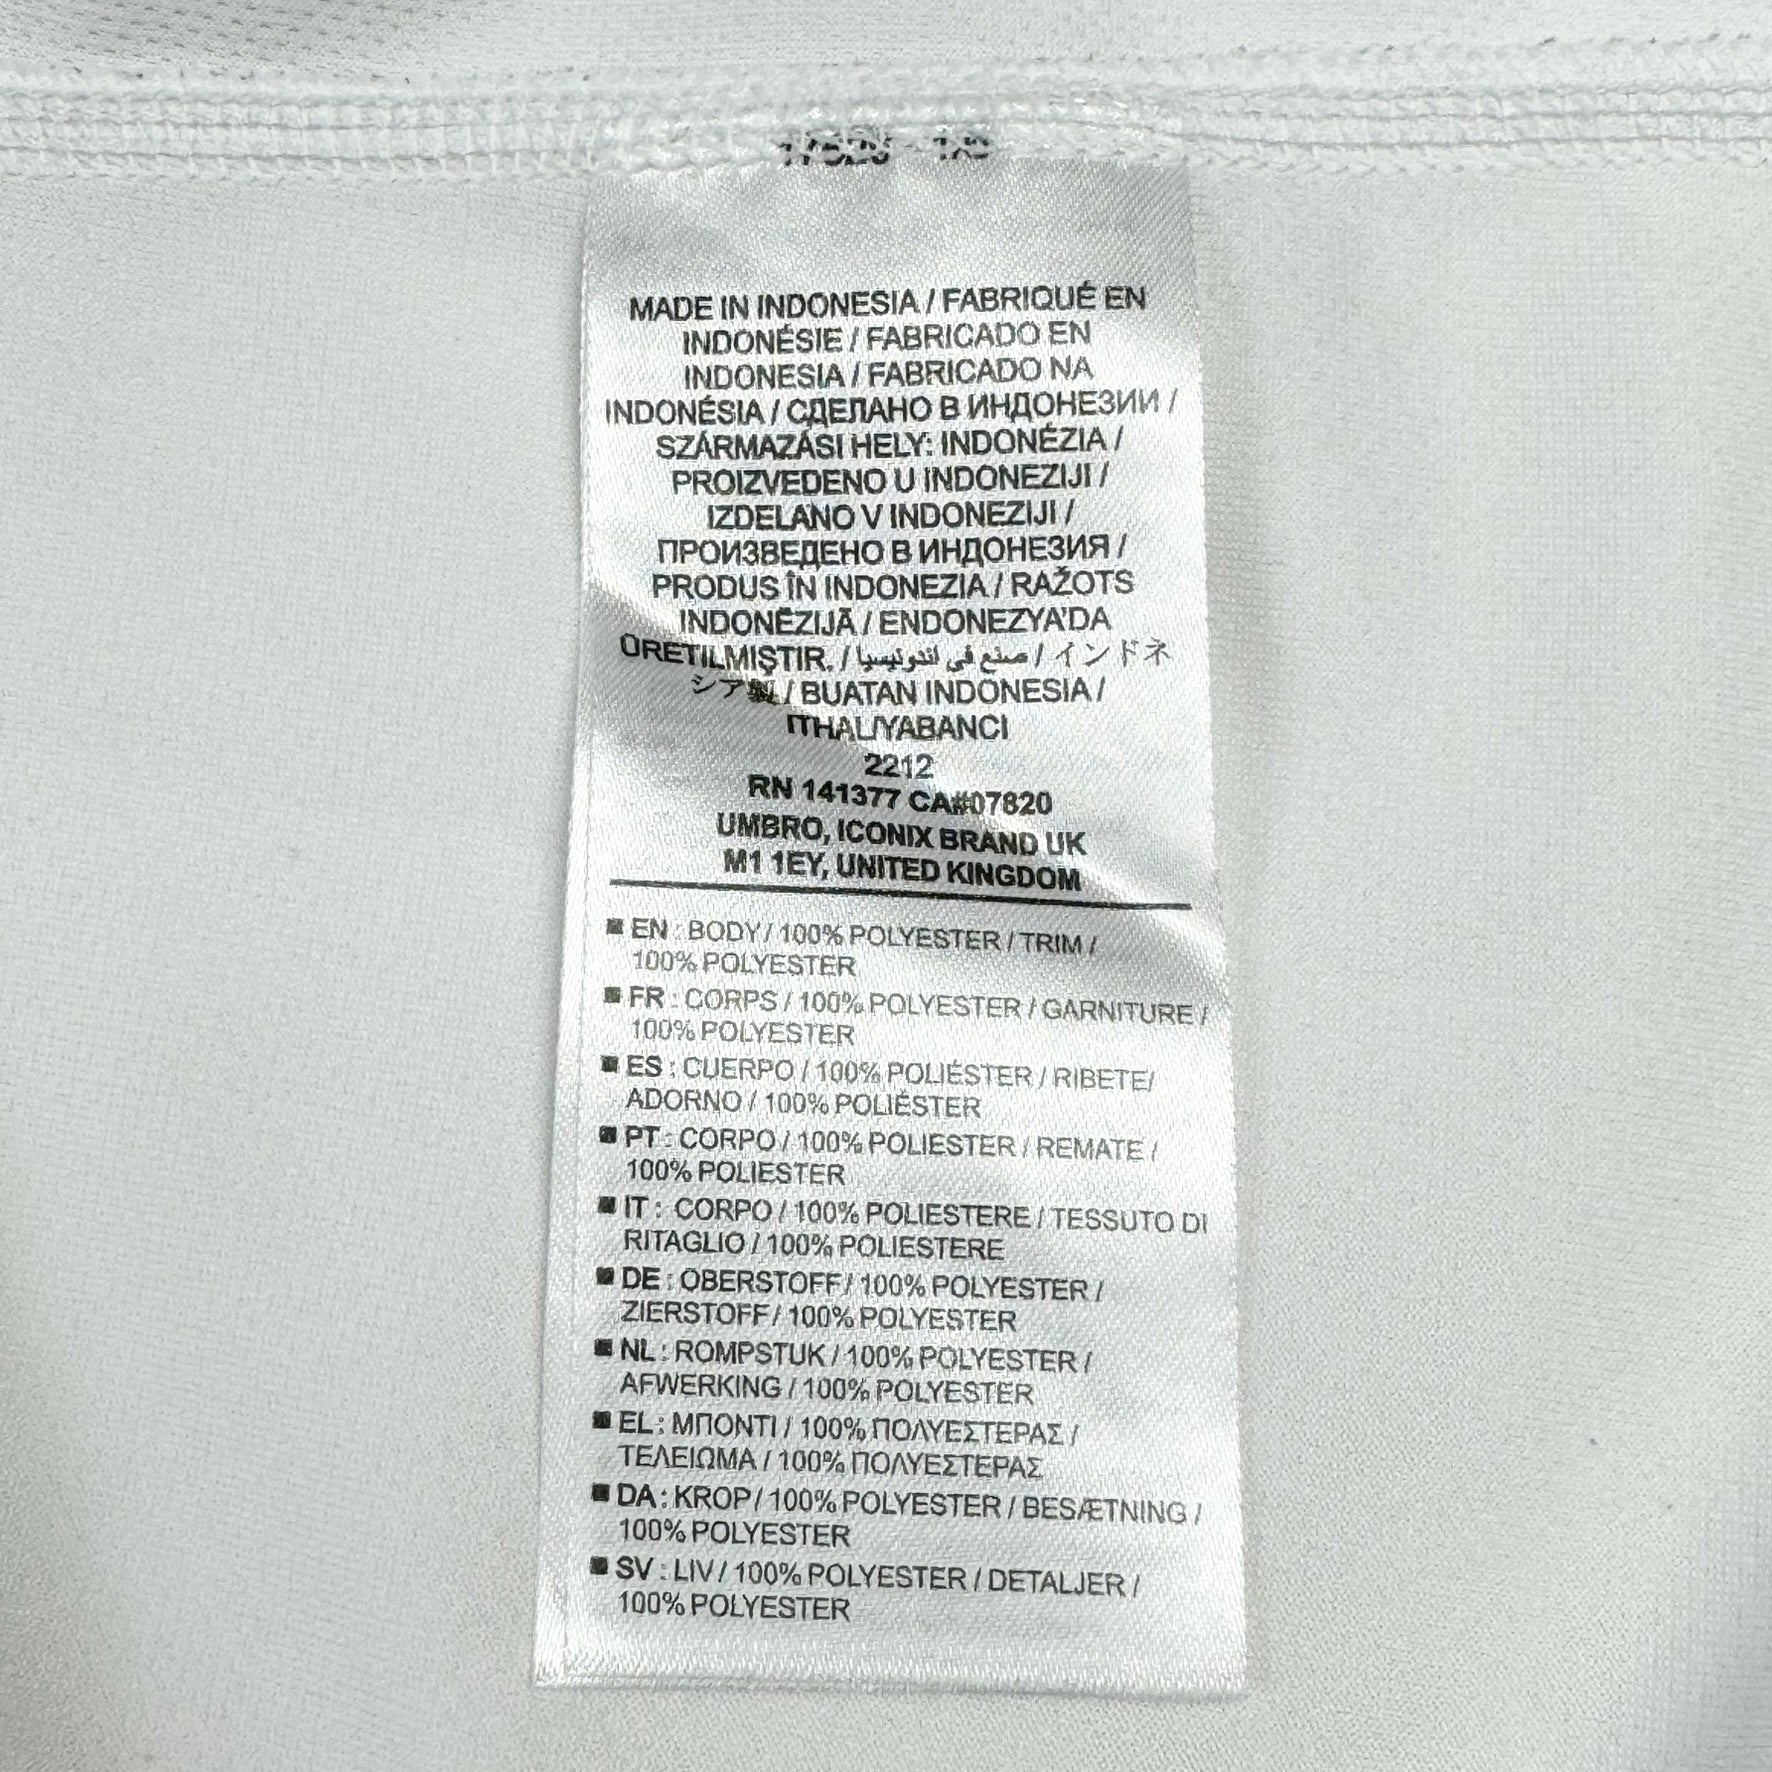 MADE IN INDONESIA / FABRIQUÉ EN
INDONÉSIE / FABRICADO EN
INDONESIA / FABRICADO NA
INDONÉSIA / СДЕЛАНО В ИНДОНЕЗИИ /
SZÁRMAZÁSI HELY: INDONÉZIA /
PROIZVEDENO U INDONEZIJI /
IZDELANO V INDONEZIJI /
ПРОИЗВЕДЕНО В ИНДОНЕЗИЯ /
PRODUS ÎN INDONEZIA / RAŽOTS
INDONĒZIJĀ / ENDONEZYA'DA
ÜRETILMIŞTIR. / صنع في اندونيسيا / インドネ
シア製 / BUATAN INDONESIA /
ITHALIYABANCI
2212
RN 141377 CA#07820
UMBRO, ICONIX BRAND UK
M1 1EY, UNITED KINGDOM
■ EN : BODY / 100% POLYESTER / TRIM /
100% POLYESTER
■ FR : CORPS / 100% POLYESTER / GARNITURE /
100% POLYESTER
■ ES : CUERPO / 100% POLIÉSTER / RIBETE/
ADORNO / 100% POLIÉSTER
■ PT : CORPO / 100% POLIESTER / REMATE /
100% POLIESTER
■ IT : CORPO / 100% POLIESTERE / TESSUTO DI
RITAGLIO / 100% POLIESTERE
■ DE : OBERSTOFF / 100% POLYESTER /
ZIERSTOFF / 100% POLYESTER
■ NL : ROMPSTUK / 100% POLYESTER /
AFWERKING / 100% POLYESTER
■ EL : ΜΠΟΝΤΙ / 100% ΠΟΛΥΕΣΤΕΡΑΣ /
ΤΕΛΕΙΩΜΑ / 100% ΠΟΛΥΕΣΤΕΡΑΣ
■ DA : KROP / 100% POLYESTER / BESÆTNING /
100% POLYESTER
■ SV : LIV / 100% POLYESTER / DETALJER /
100% POLYESTER